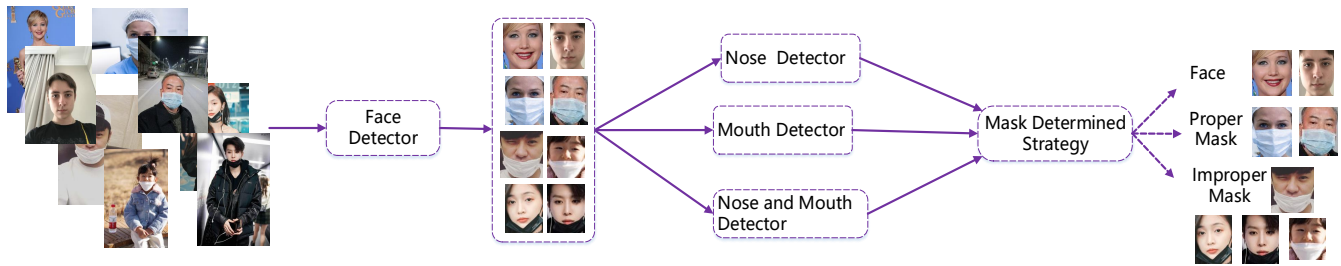 Face
Detector
Nose Detector
Mouth Detector
Nose and Mouth
Detector
Mask Determined
Strategy
Face
Proper
Mask
Improper
Mask